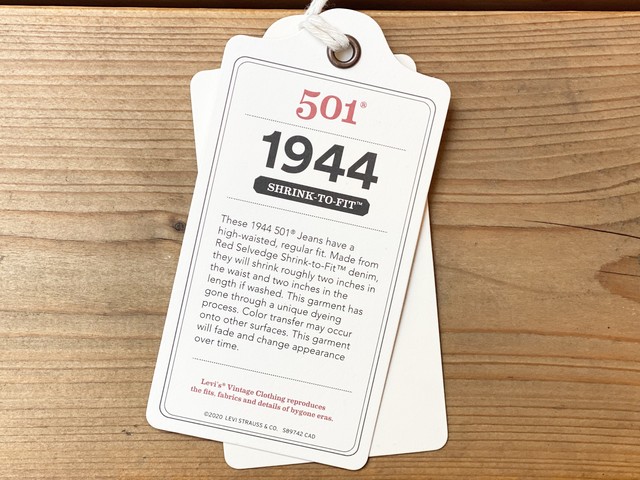 501®
1944
SHRINK-TO-FIT™
These 1944 501® Jeans have a
high-waisted, regular fit. Made from
Red Selvedge Shrink-to-Fit™ denim,
they will shrink roughly two inches in
the waist and two inches in the
length if washed. This garment has
gone through a unique dyeing
process. Color transfer may occur
onto other surfaces. This garment
will fade and change appearance
over time.
Levi's® Vintage Clothing reproduces
the fits, fabrics and details of bygone eras.
©2020 LEVI STRAUSS & CO. S89742 CAD